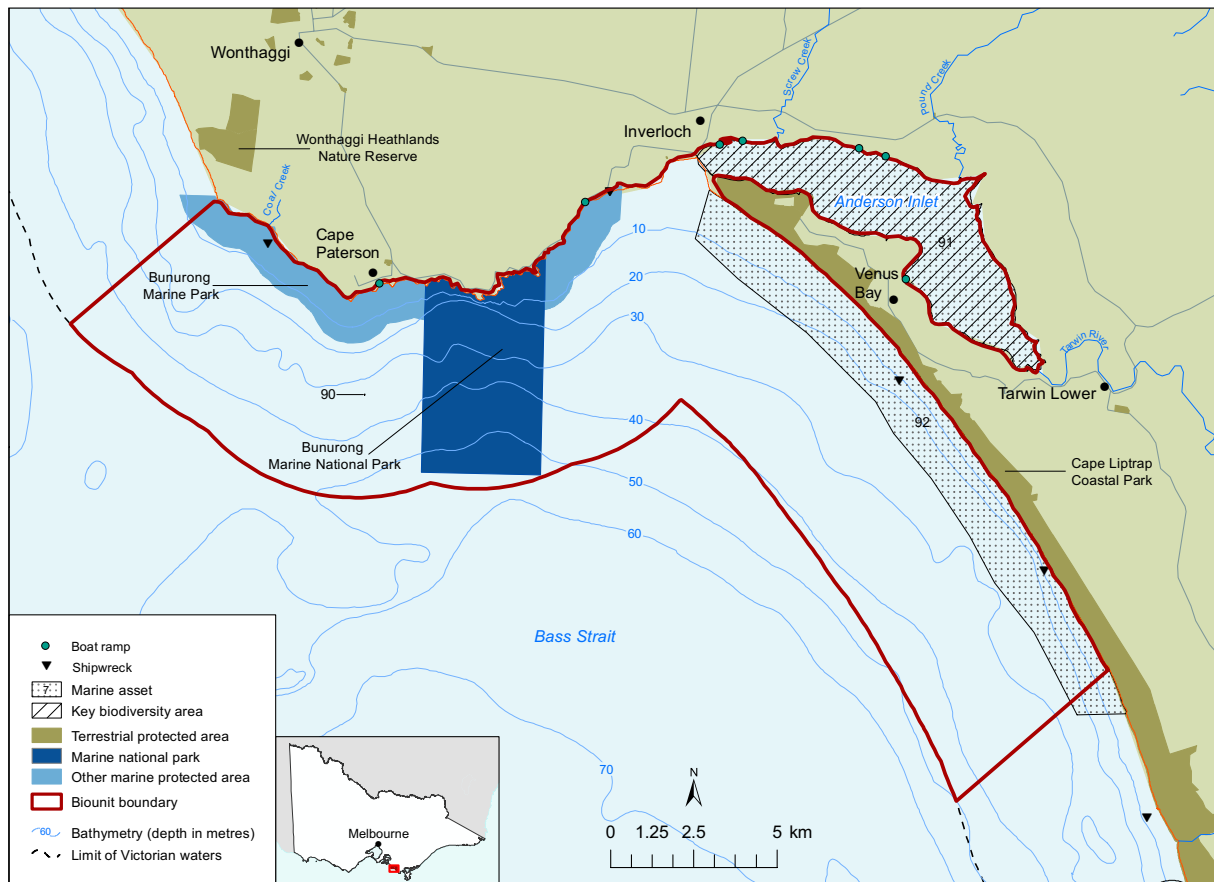 Wonthaggi
Screw Creek
Pound Creek
Inverloch
Wonthaggi Heathlands
Nature Reserve
Coal Creek
Anderson Inlet
Cape
Paterson
10
91
Bunurong
Marine Park
20
Venus
Bay
30
Tarwin River
90
Tarwin Lower
40
92
Bunurong
Marine National Park
Cape Liptrap
Coastal Park
50
60
Bass Strait
70
Boat ramp
Shipwreck
7
Marine asset
Key biodiversity area
Terrestrial protected area
Marine national park
Other marine protected area
Biounit boundary
60
Bathymetry (depth in metres)
Limit of Victorian waters
Melbourne
N
0 1.25 2.5 5 km